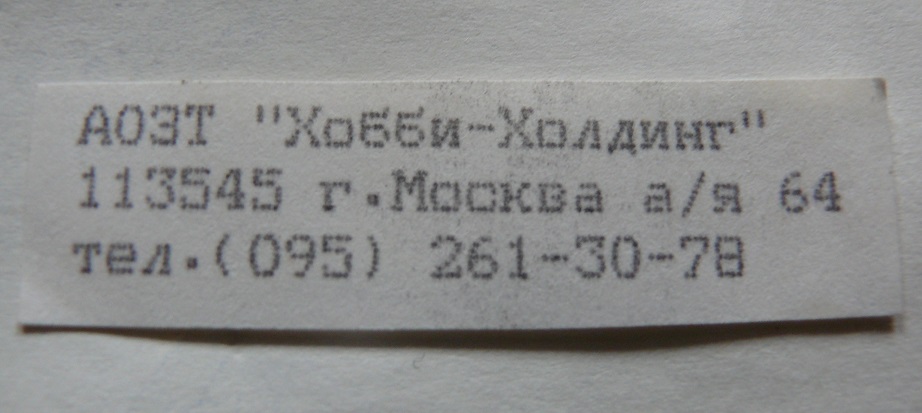 АОЗТ "Хобби-Холдинг"
113545 г.Москва а/я 64
тел.(095) 261-30-78